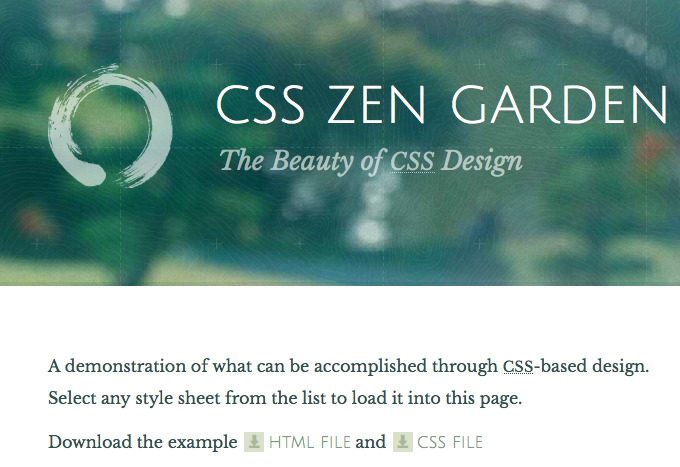 CSS ZEN GARDEN
The Beauty of CSS Design
A demonstration of what can be accomplished through CSS-based design.
Select any style sheet from the list to load it into this page.
Download the example HTML FILE and CSS FILE